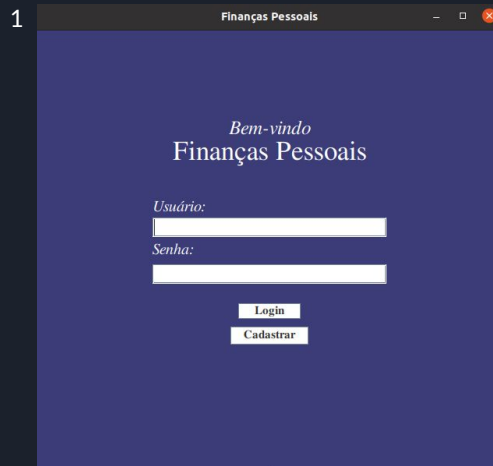 1
Finanças Pessoais
Bem-vindo
Finanças Pessoais
Usuário:
Senha:
Login
Cadastrar